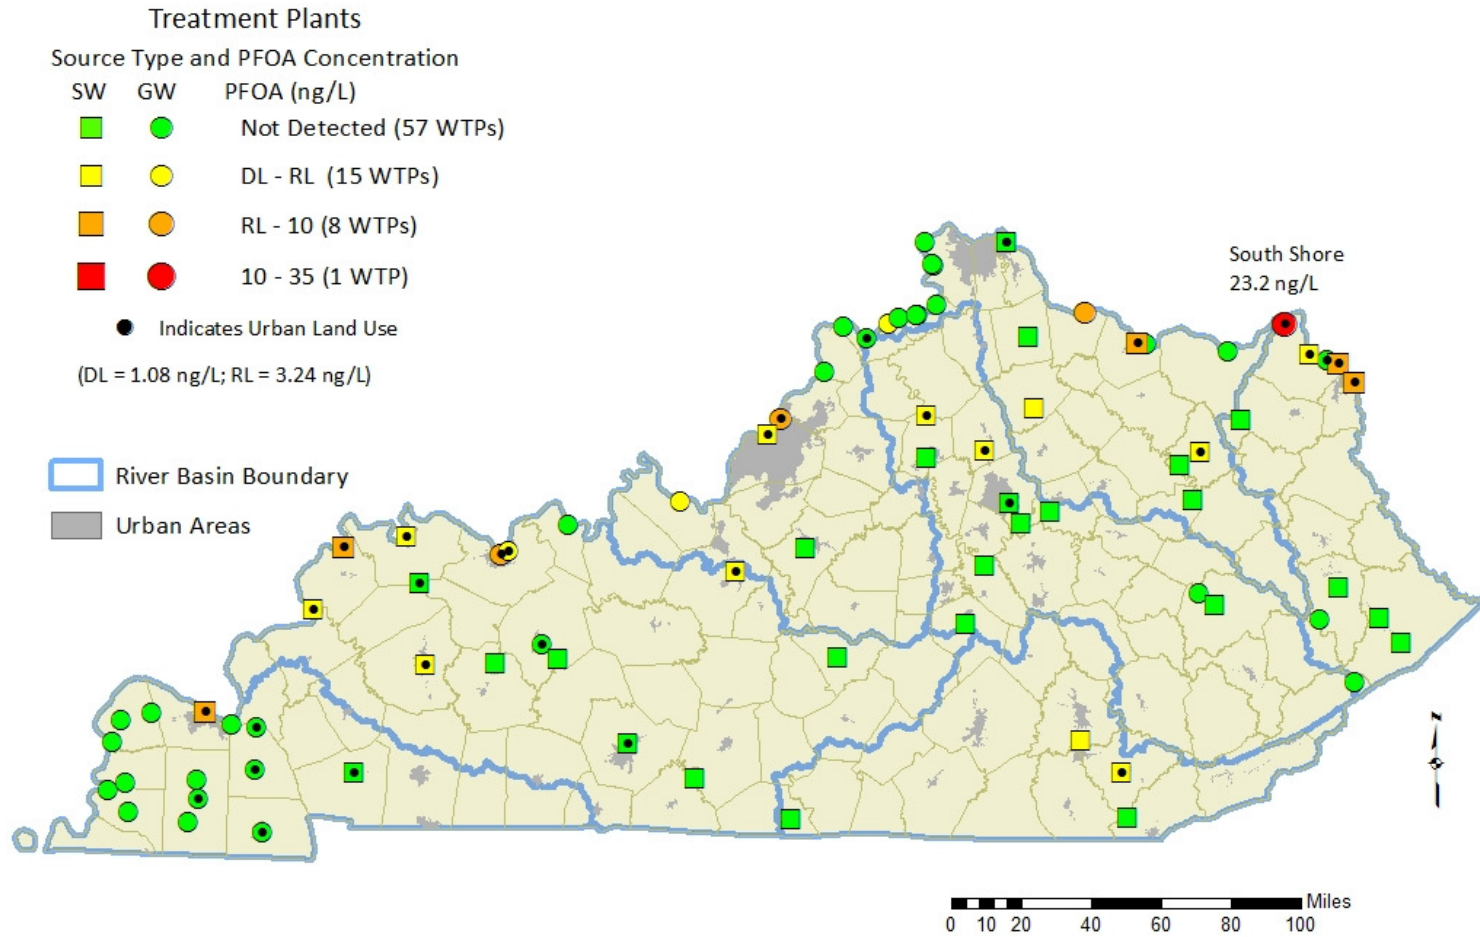 Treatment Plants
Source Type and PFOA Concentration
SW GW PFOA (ng/L)
Not Detected (57 WTPs)
DL - RL (15 WTPs)
RL - 10 (8 WTPs)
10 - 35 (1 WTP)
Indicates Urban Land Use
(DL = 1.08 ng/L; RL = 3.24 ng/L)
River Basin Boundary
Urban Areas
South Shore
23.2 ng/L
N
Miles
0 10 20 40 60 80 100